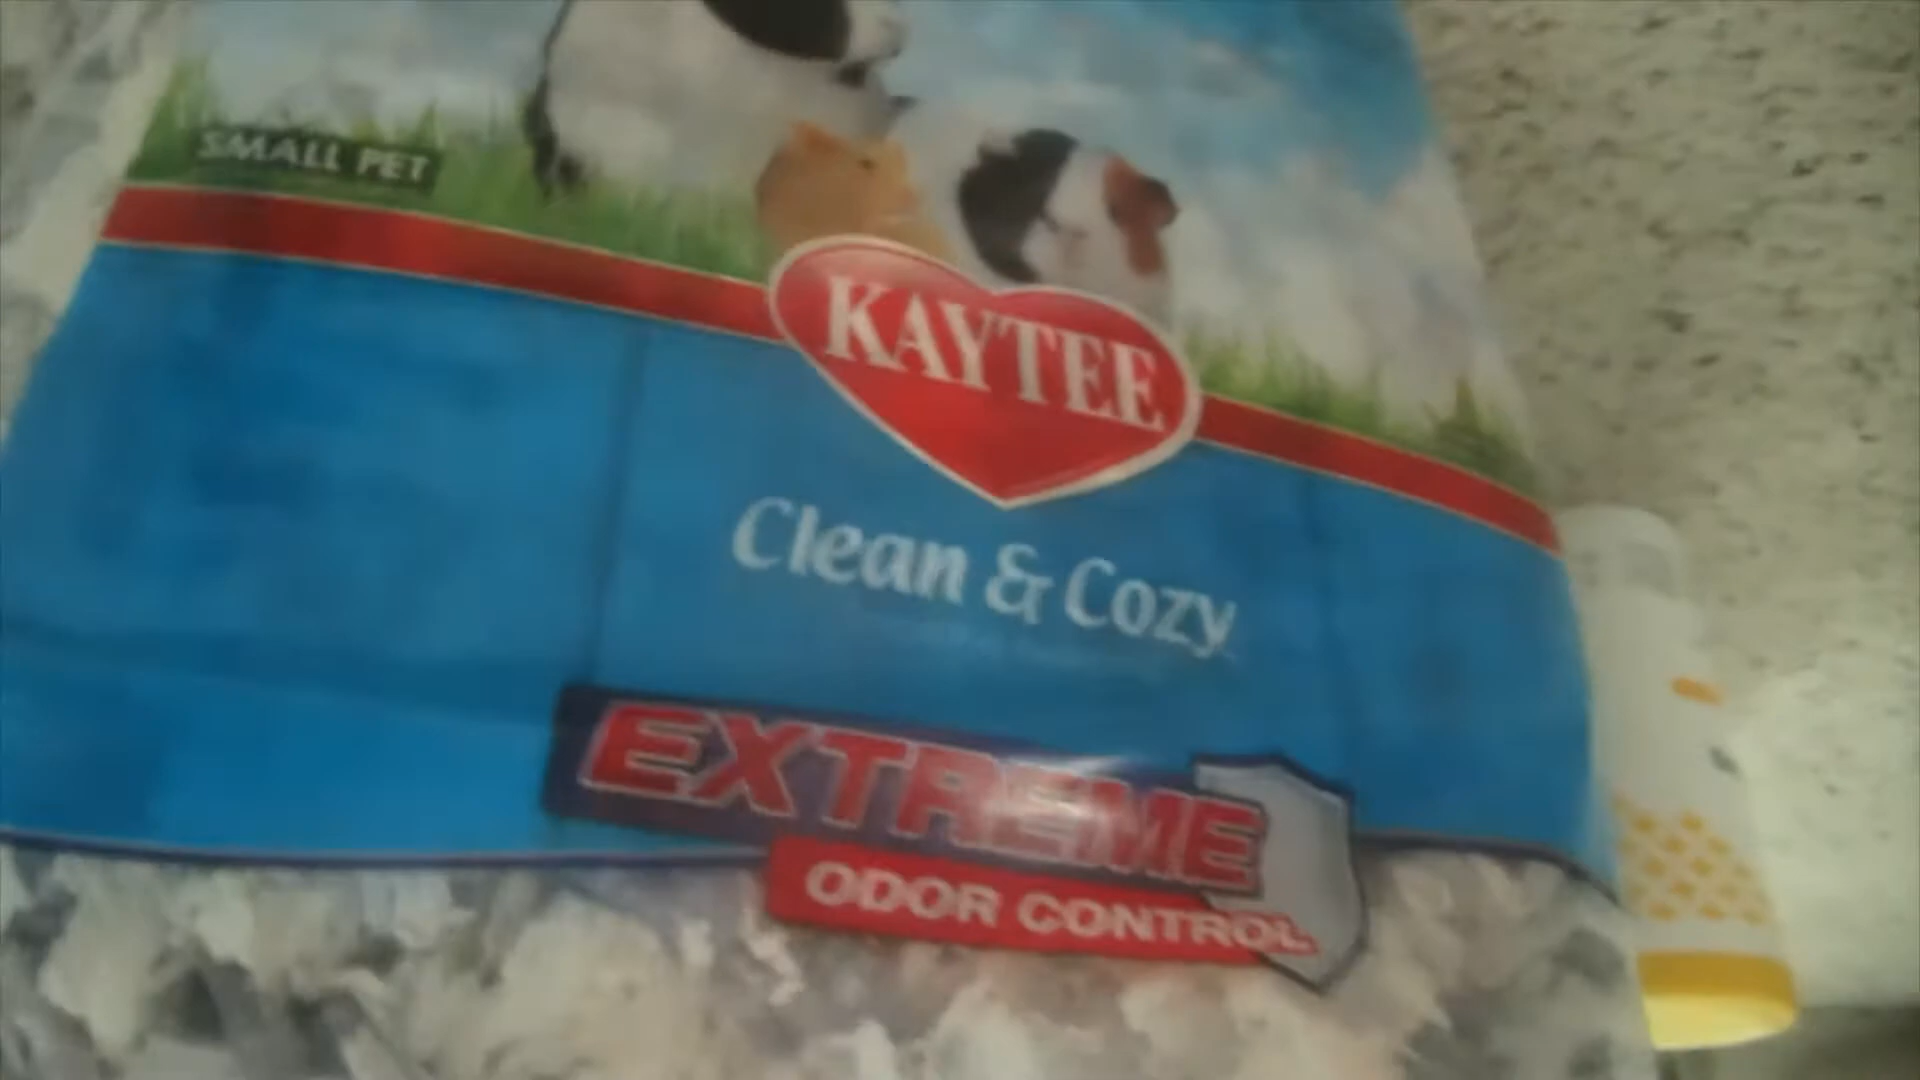 SMALL PET
KAYTEE
Clean & Cozy
EXTREME
ODOR CONTROL